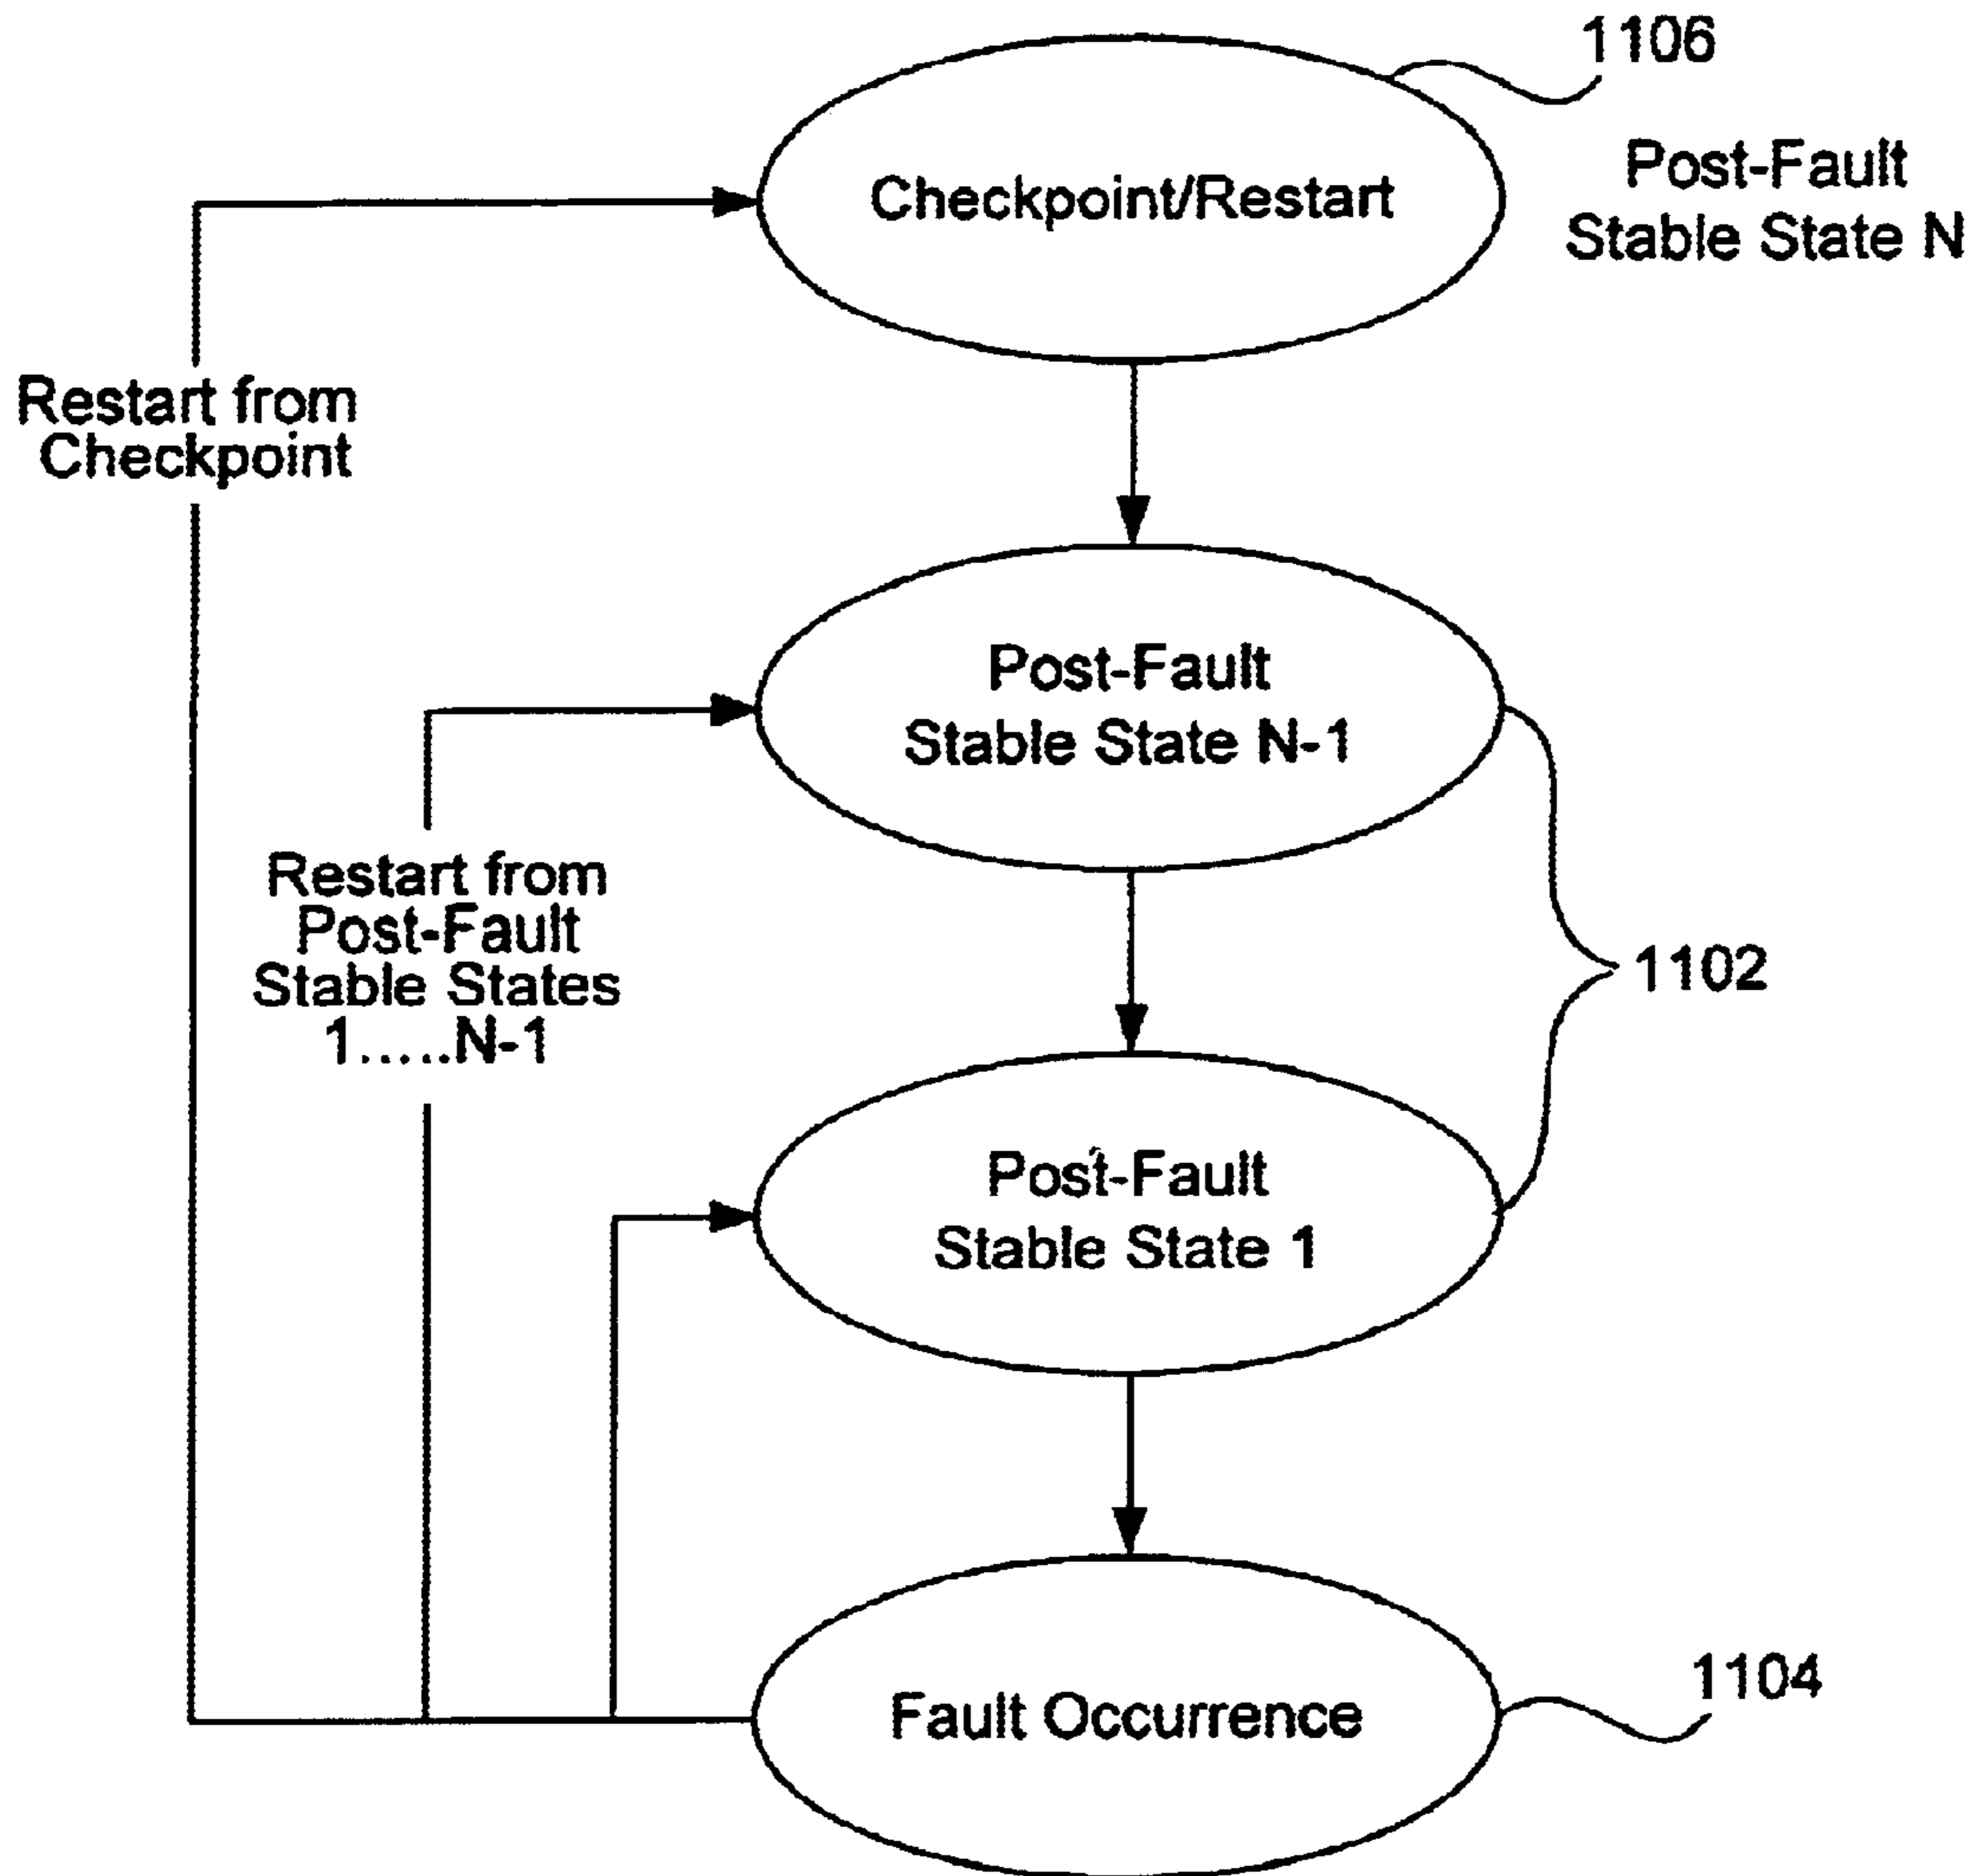 1106
Checkpoint/Restart
Post-Fault
Stable State N
Restart from
Checkpoint
Post-Fault
Stable State N-1
Restart from
Post-Fault
Stable States
1.....N-1
1102
Post-Fault
Stable State 1
1104
Fault Occurrence